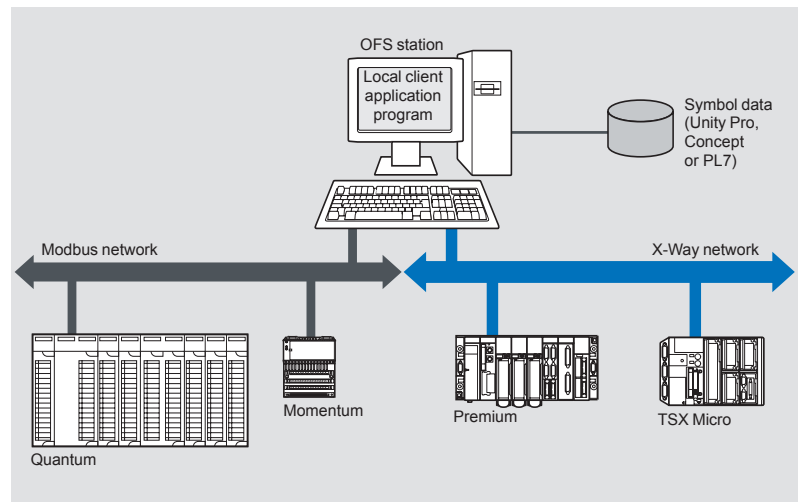 OFS station
Local client
application
program
Symbol data
(Unity Pro,
Concept
or PL7)
Modbus network
X-Way network
Quantum
Momentum
Premium
TSX Micro